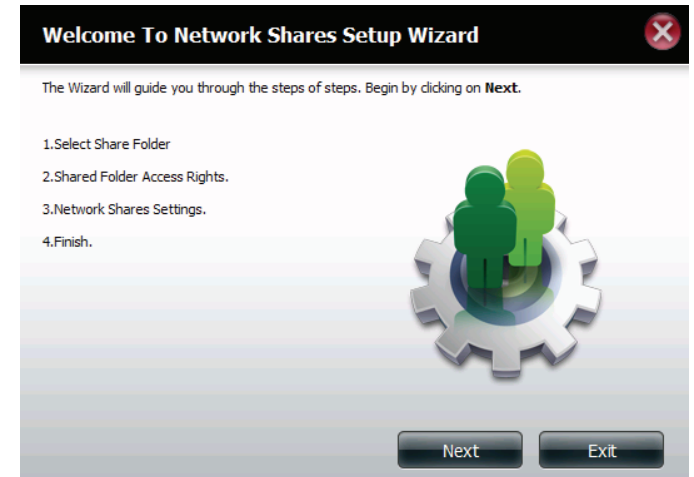 Welcome To Network Shares Setup Wizard
The Wizard will guide you through the steps of steps. Begin by clicking on Next.
1.Select Share Folder
2.Shared Folder Access Rights.
3.Network Shares Settings.
4.Finish.
Next
Exit